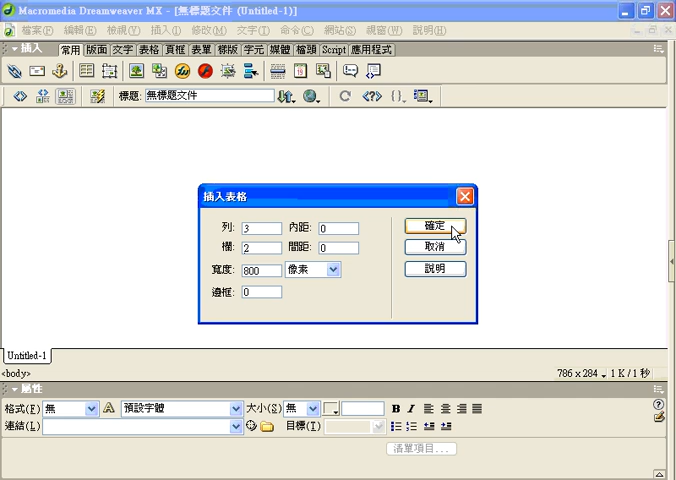 Macromedia Dreamweaver MX - [無標題文件 (Untitled-1)]
檔案(F) 編輯(E) 檢視(V) 插入(I) 修改(M) 文字(T) 命令(C) 網站(S) 視窗(W) 說明(H)
插入 常用 版面 文字 表格 頁框 表單 樣版 字元 媒體 檔頭 Script 應用程式
標題: 無標題文件
插入表格
列: 3 內距: 0 確定
欄: 2 間距: 0 取消
寬度: 800 像素 說明
邊框: 0
Untitled-1
<body> 786 x 284 1 K / 1 秒
屬性
格式(F) 無 預設字體 大小(S) 無 B I
連結(L) 目標(T)
清單項目...